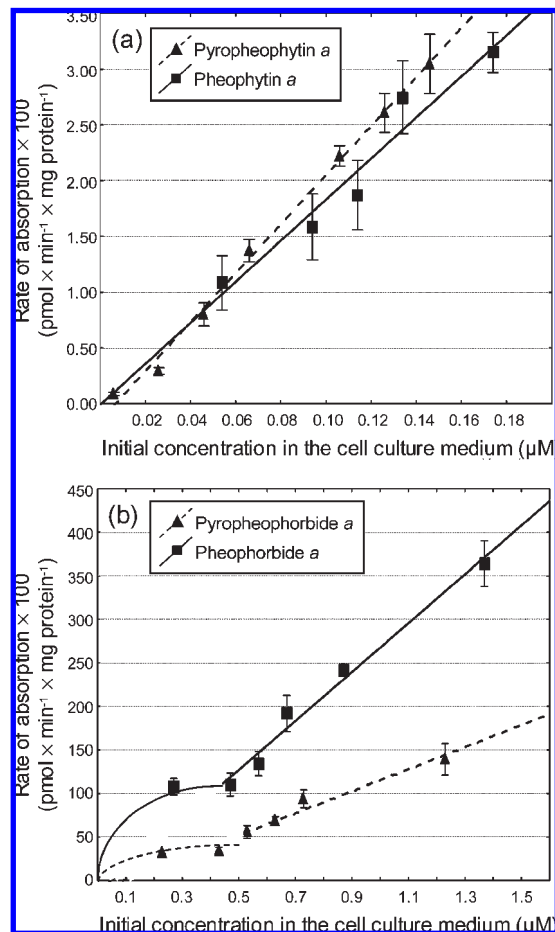 (a)
Pyropheophytin a
Pheophytin a
3.50
3.00
2.50
2.00
1.50
1.00
0.50
0.00
Rate of absorption × 100
(pmol × min⁻¹ × mg protein⁻¹)
0.02 0.04 0.06 0.08 0.10 0.12 0.14 0.16 0.18
Initial concentration in the cell culture medium (µM
(b)
Pyropheophorbide a
Pheophorbide a
450
400
350
300
250
200
150
100
50
0
Rate of absorption × 100
(pmol × min⁻¹ × mg protein⁻¹)
0.1 0.3 0.5 0.7 0.9 1.1 1.3 1.5
Initial concentration in the cell culture medium (µM)